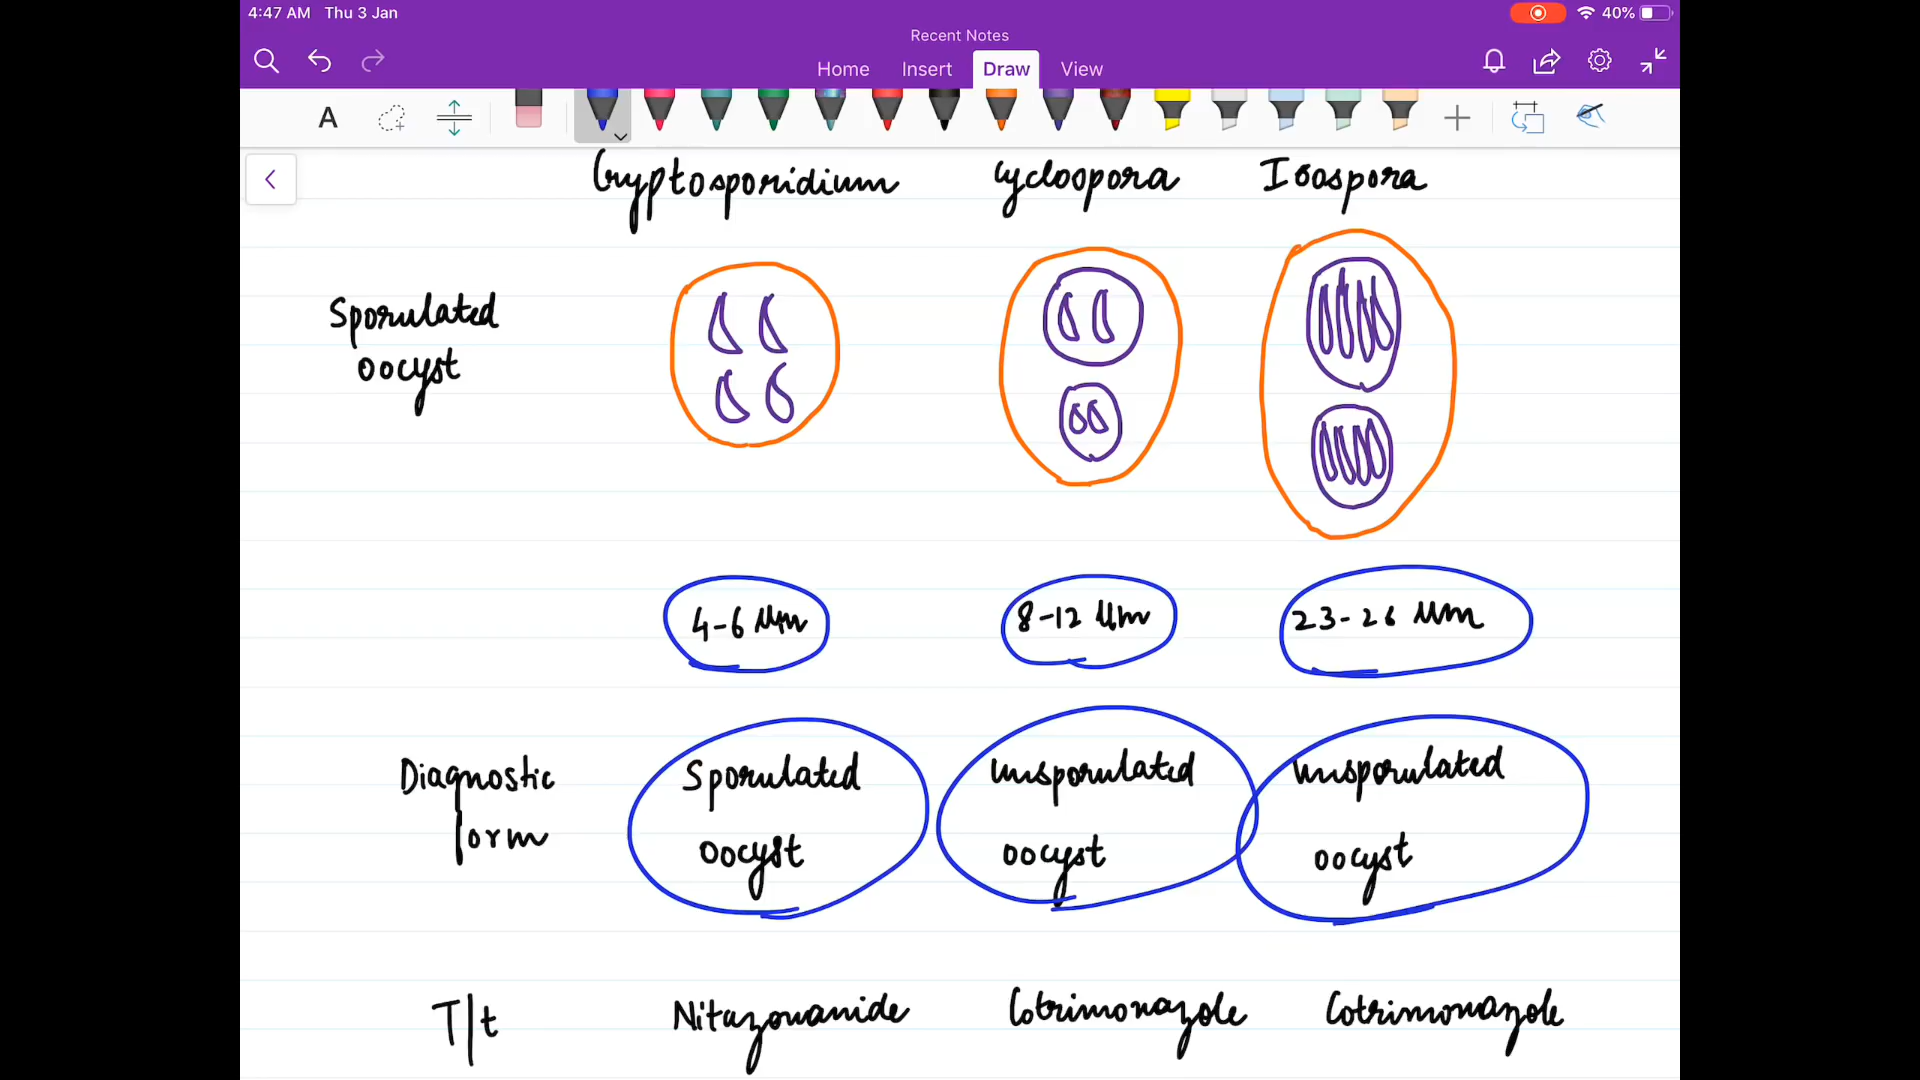 4:47 AM Thu 3 Jan 40%
Recent Notes
Home Insert Draw View
A
Cryptosporidium Cyclospora Isospora
Sporulated
oocyst
4-6 µm 8-12 µm 23-26 µm
Diagnostic Sporulated unsporulated unsporulated
form oocyst oocyst oocyst
T/t Nitazoxanide Cotrimoxazole Cotrimoxazole